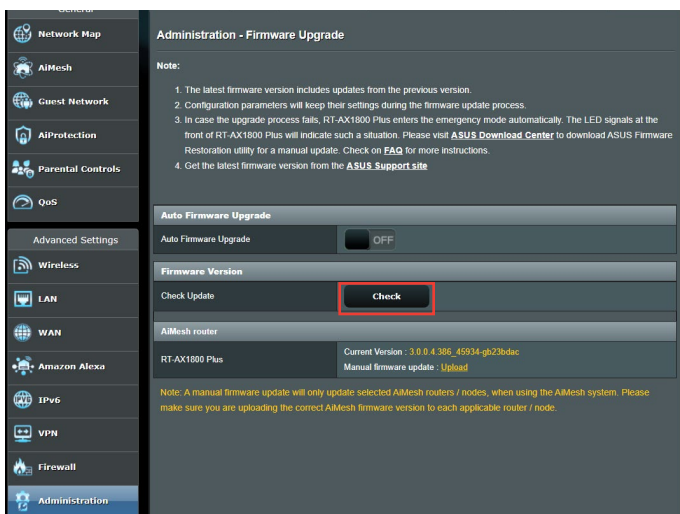 General
Network Map
AiMesh
Guest Network
AiProtection
Parental Controls
QoS
Advanced Settings
Wireless
LAN
WAN
Amazon Alexa
IPv6
VPN
Firewall
Administration
Administration - Firmware Upgrade
Note:
1. The latest firmware version includes updates from the previous version.
2. Configuration parameters will keep their settings during the firmware update process.
3. In case the upgrade process fails, RT-AX1800 Plus enters the emergency mode automatically. The LED signals at the
front of RT-AX1800 Plus will indicate such a situation. Please visit ASUS Download Center to download ASUS Firmware
Restoration utility for a manual update. Check on FAQ for more instructions.
4. Get the latest firmware version from the ASUS Support site
Auto Firmware Upgrade
Auto Firmware Upgrade OFF
Firmware Version
Check Update Check
AiMesh router
RT-AX1800 Plus
Current Version : 3.0.0.4.386_45934-gb23bdac
Manual firmware update : Upload
Note: A manual firmware update will only update selected AiMesh routers / nodes, when using the AiMesh system. Please
make sure you are uploading the correct AiMesh firmware version to each applicable router / node.